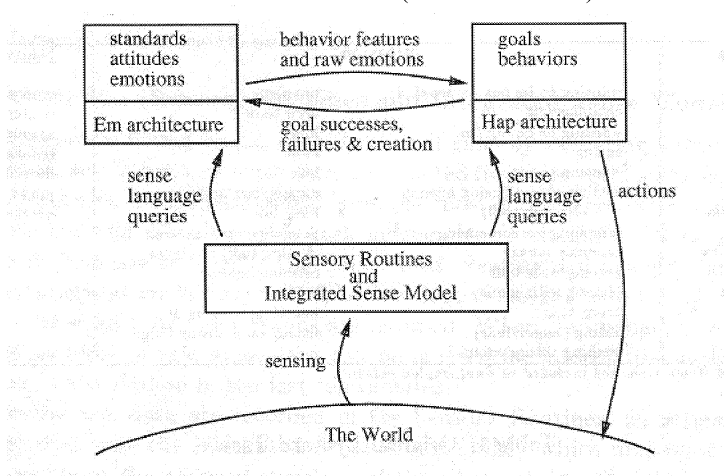 standards
attitudes
emotions
Em architecture
behavior features
and raw emotions
goal successes,
failures & creation
goals
behaviors
Hap architecture
sense
language
queries
sense
language
queries
actions
Sensory Routines
and
Integrated Sense Model
sensing
The World